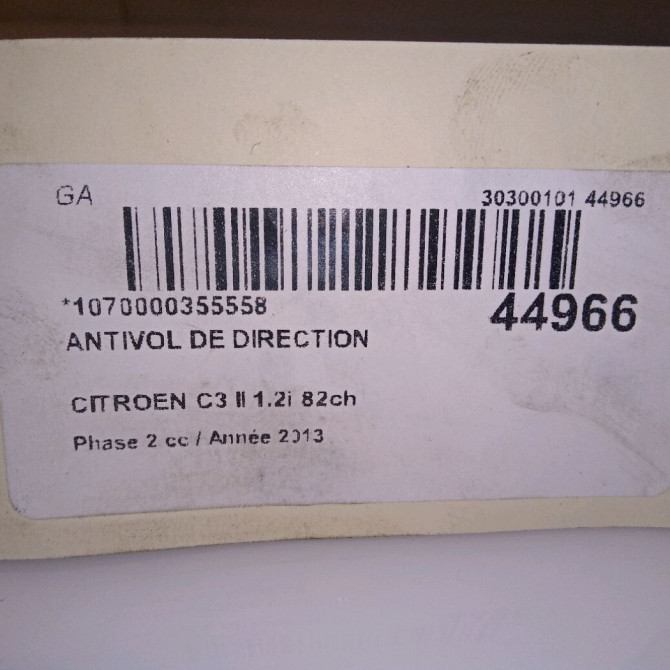 GA
30300101 44966
*1070000355558
44966
ANTIVOL DE DIRECTION
CITROEN C3 II 1.2i 82ch
Phase 2 cc / Année 2013